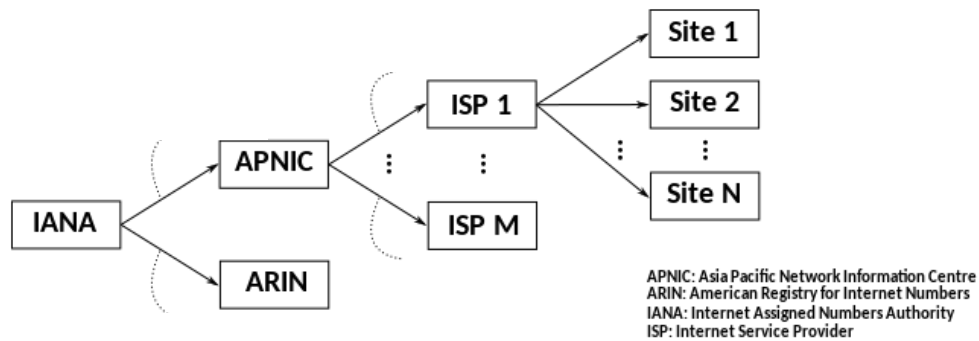 Site 1
ISP 1
Site 2
APNIC
Site N
IANA
ISP M
ARIN
APNIC: Asia Pacific Network Information Centre
ARIN: American Registry for Internet Numbers
IANA: Internet Assigned Numbers Authority
ISP: Internet Service Provider